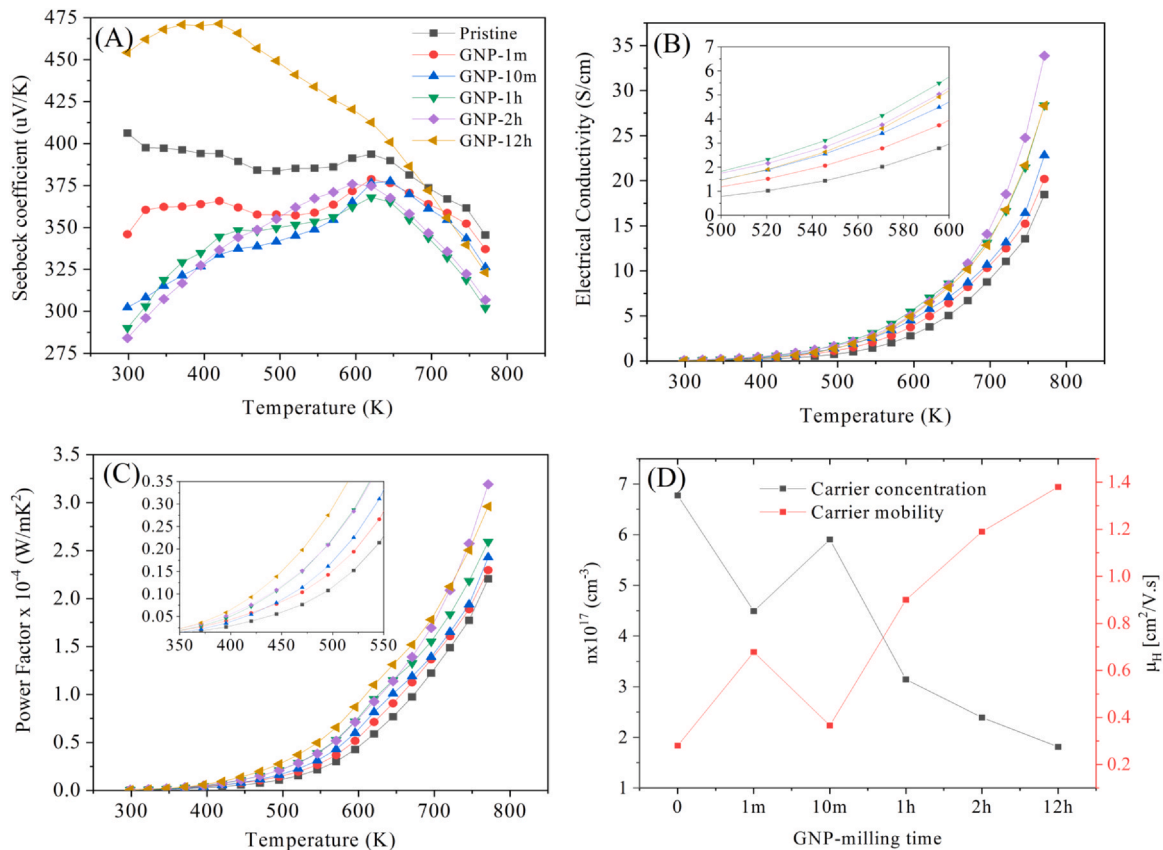 (A)
475
450
425
400
375
350
325
300
275
Seebeck coefficient (uV/K)
Pristine
GNP-1m
GNP-10m
GNP-1h
GNP-2h
GNP-12h
300 400 500 600 700 800
Temperature (K)
(B)
35
30
25
20
15
10
5
0
Electrical Conductivity (S/cm)
7
6
5
4
3
2
1
0
500 520 540 560 580 600
300 400 500 600 700 800
Temperature (K)
(C)
3.5
3.0
2.5
2.0
1.5
1.0
0.5
0.0
Power Factor x 10⁻⁴ (W/mK²)
0.35
0.30
0.25
0.20
0.15
0.10
0.05
350 400 450 500 550
300 400 500 600 700 800
Temperature (K)
(D)
7
6
5
4
3
2
1
nx10¹⁷ (cm⁻³)
Carrier concentration
Carrier mobility
1.4
1.2
1.0
0.8
0.6
0.4
0.2
μH [cm²/V.s]
0 1m 10m 1h 2h 12h
GNP-milling time